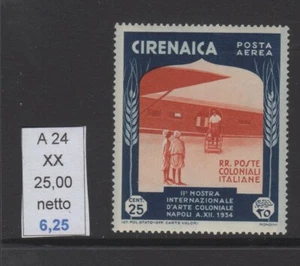 A 24
XX
25,00
netto
6,25
CIRENAICA
POSTA
AEREA
RR. POSTE
COLONIALI
ITALIANE
IIª MOSTRA
INTERNAZIONALE
D'ARTE COLONIALE
NAPOLI A.XII. 1934
CENT.
25
٢٥